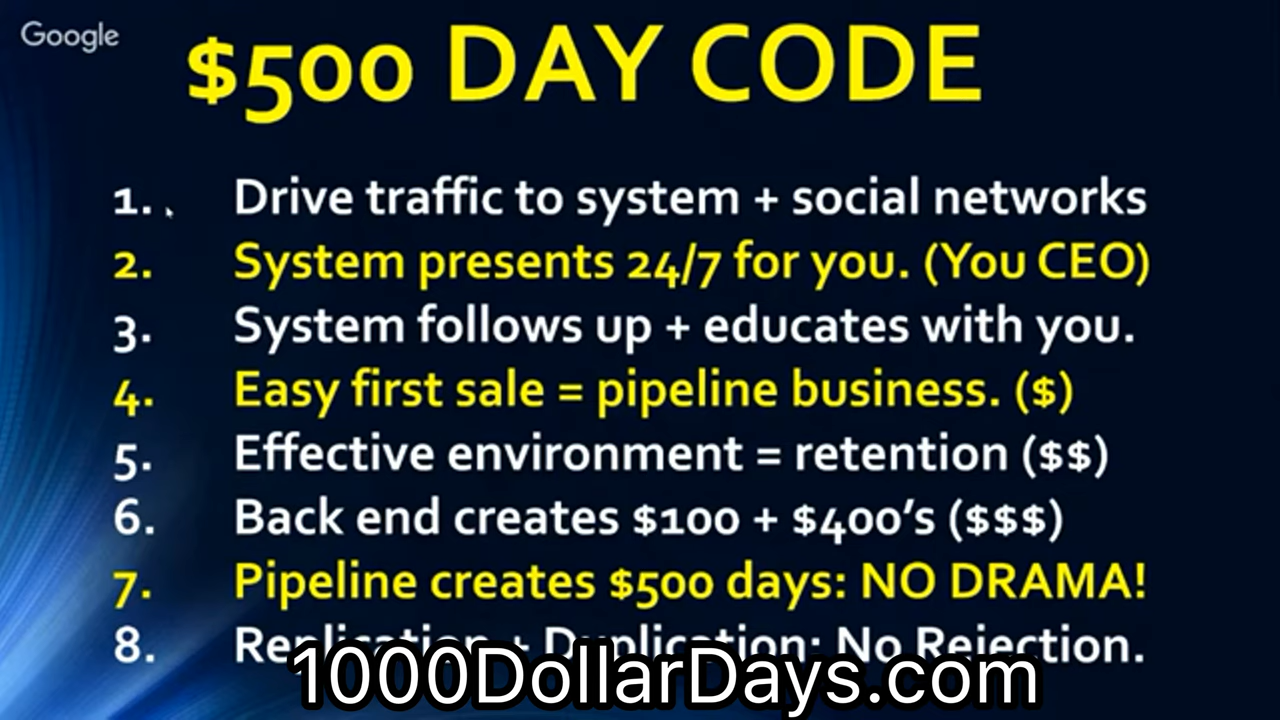 Google
$500 DAY CODE
1. Drive traffic to system + social networks
2. System presents 24/7 for you. (You CEO)
3. System follows up + educates with you.
4. Easy first sale = pipeline business. ($)
5. Effective environment = retention ($$)
6. Back end creates $100 + $400's ($$$)
7. Pipeline creates $500 days: NO DRAMA!
8. Replication + Duplication: No Rejection.
1000DollarDays.com